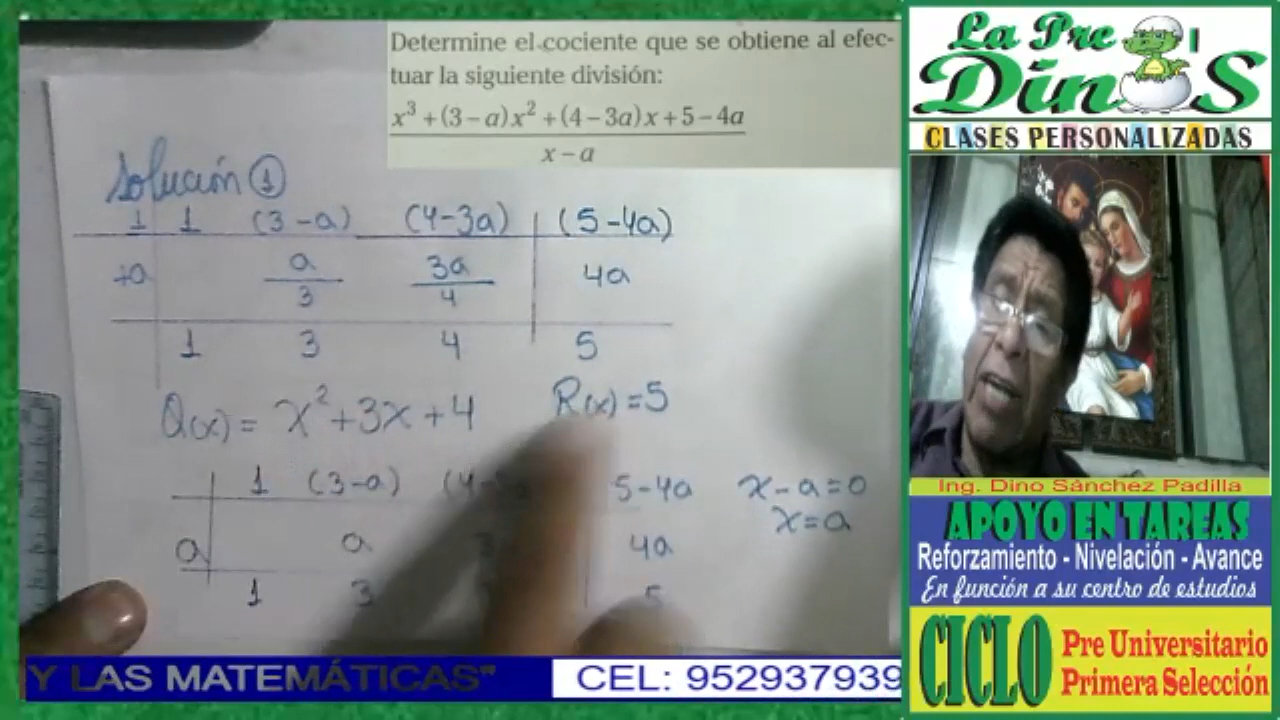 Determine el cociente que se obtiene al efec-
tuar la siguiente división:
x³ + (3 – a)x² + (4 – 3a)x + 5 – 4a
x – a
Solución 1
1 1 (3-a) (4-3a) (5-4a)
+a a 3a 4a
3 4
1 3 4 5
Q(x) = x² + 3x + 4 R(x) = 5
1 (3-a) 5-4a x-a=0
x=a
a a 4a
1 3 5
Y LAS MATEMÁTICAS" CEL: 952937939
La Pre
DinoS
CLASES PERSONALIZADAS
Ing. Dino Sánchez Padilla
APOYO EN TAREAS
Reforzamiento - Nivelación - Avance
En función a su centro de estudios
CICLO Pre Universitario
Primera Selección